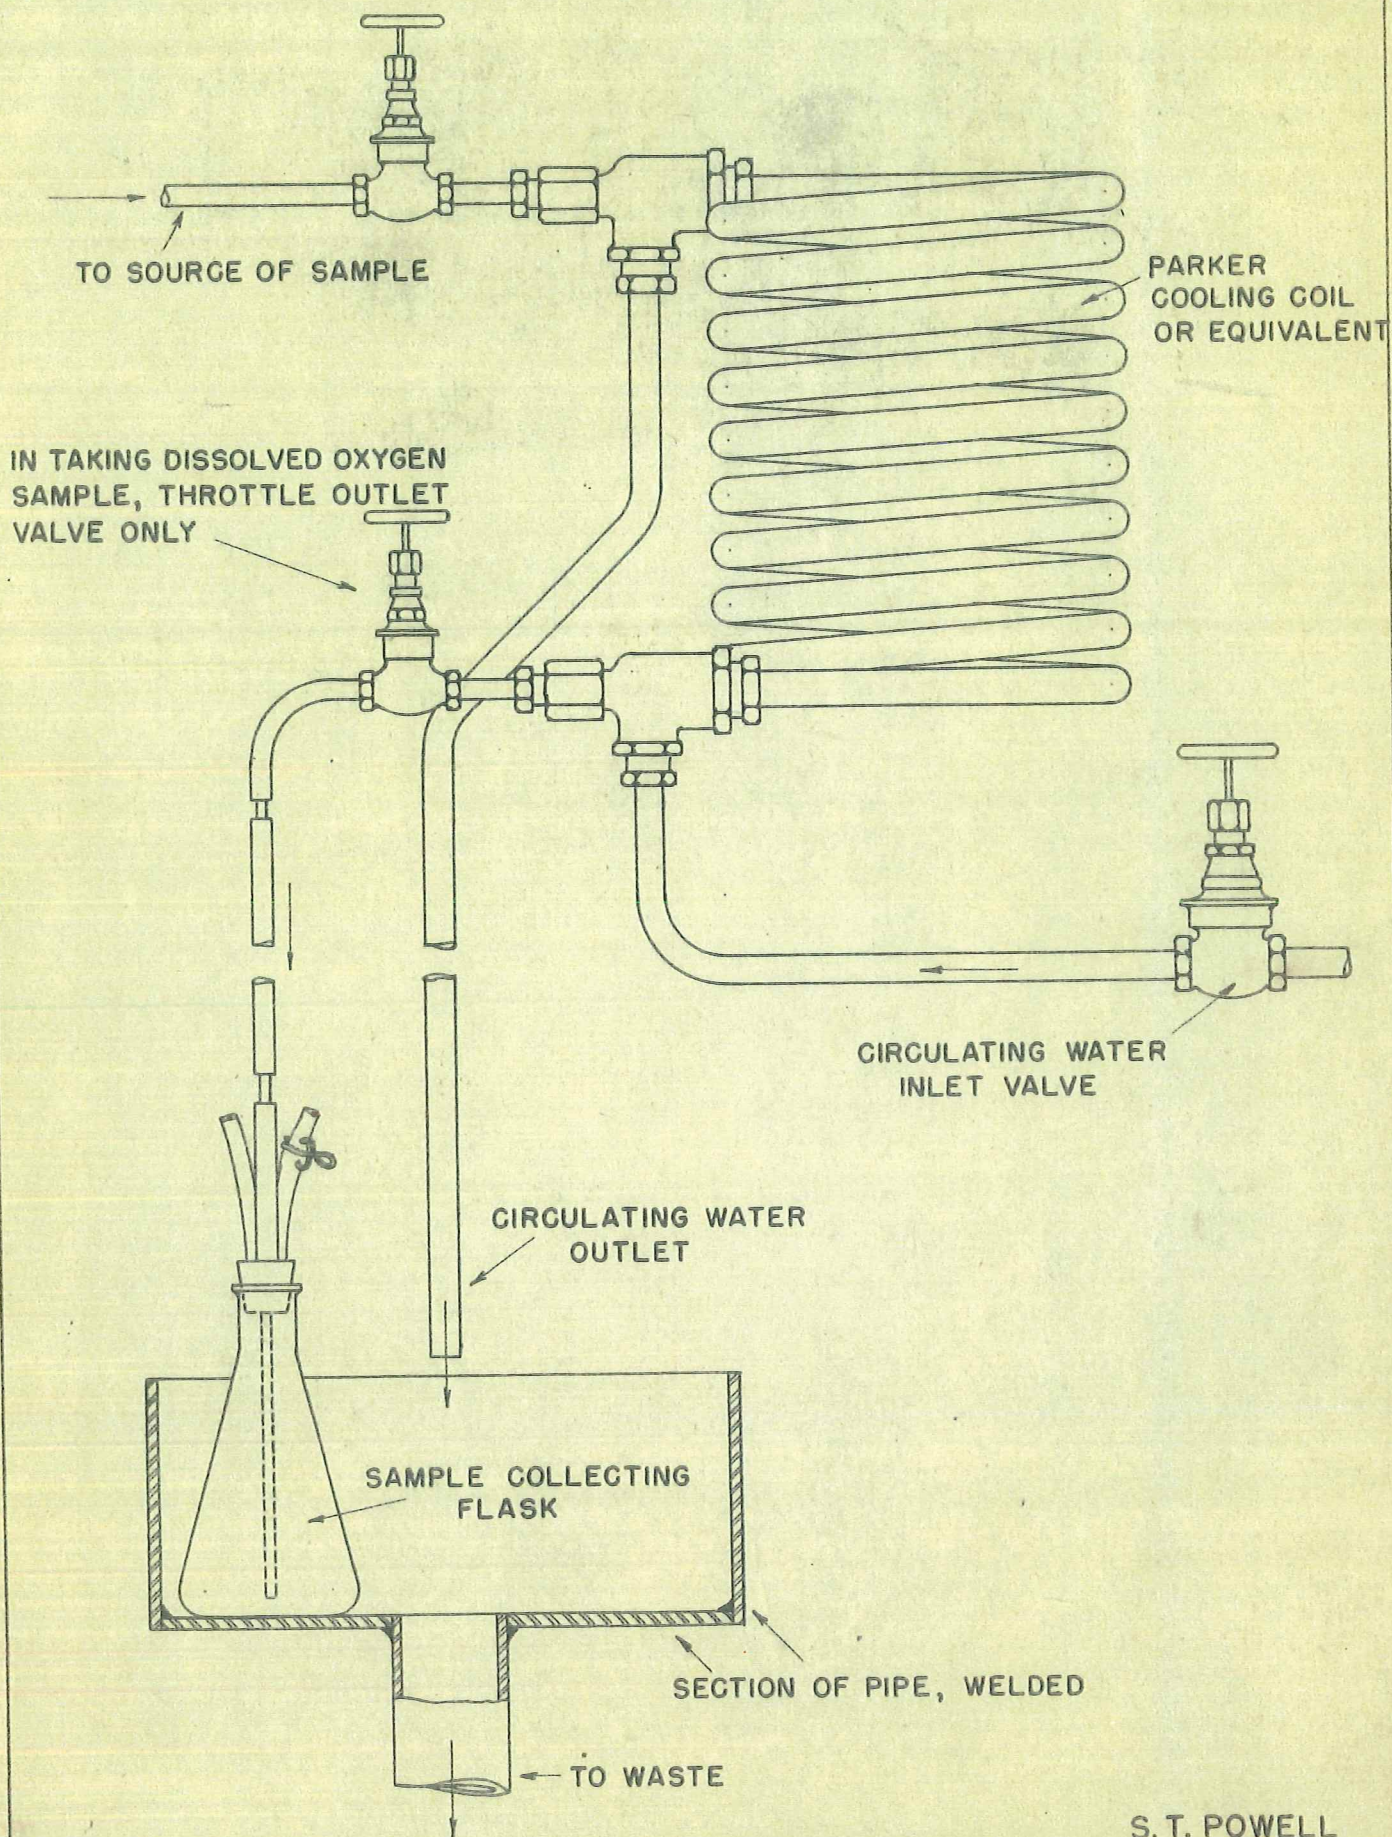 TO SOURCE OF SAMPLE
PARKER
COOLING COIL
OR EQUIVALENT
IN TAKING DISSOLVED OXYGEN
SAMPLE, THROTTLE OUTLET
VALVE ONLY
CIRCULATING WATER
INLET VALVE
CIRCULATING WATER
OUTLET
SAMPLE COLLECTING
FLASK
SECTION OF PIPE, WELDED
TO WASTE
S. T. POWELL